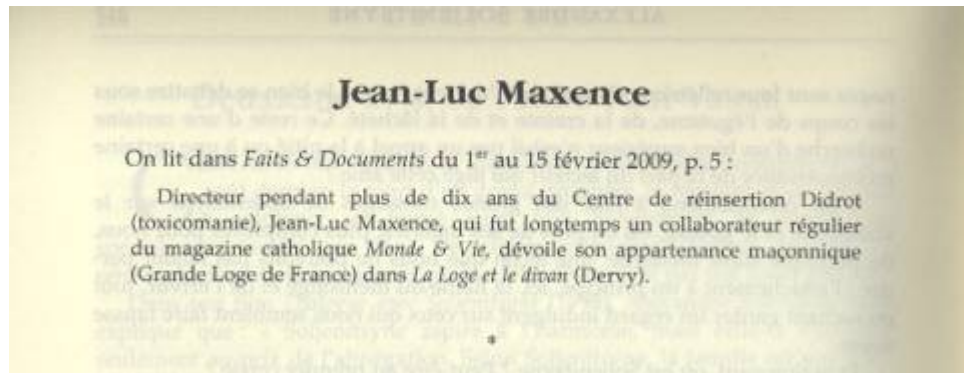 Jean-Luc Maxence
On lit dans Faits & Documents du 1er au 15 février 2009, p. 5 :
Directeur pendant plus de dix ans du Centre de réinsertion Didrot
(toxicomanie), Jean-Luc Maxence, qui fut longtemps un collaborateur régulier
du magazine catholique Monde & Vie, dévoile son appartenance maçonnique
(Grande Loge de France) dans La Loge et le divan (Dervy).
*